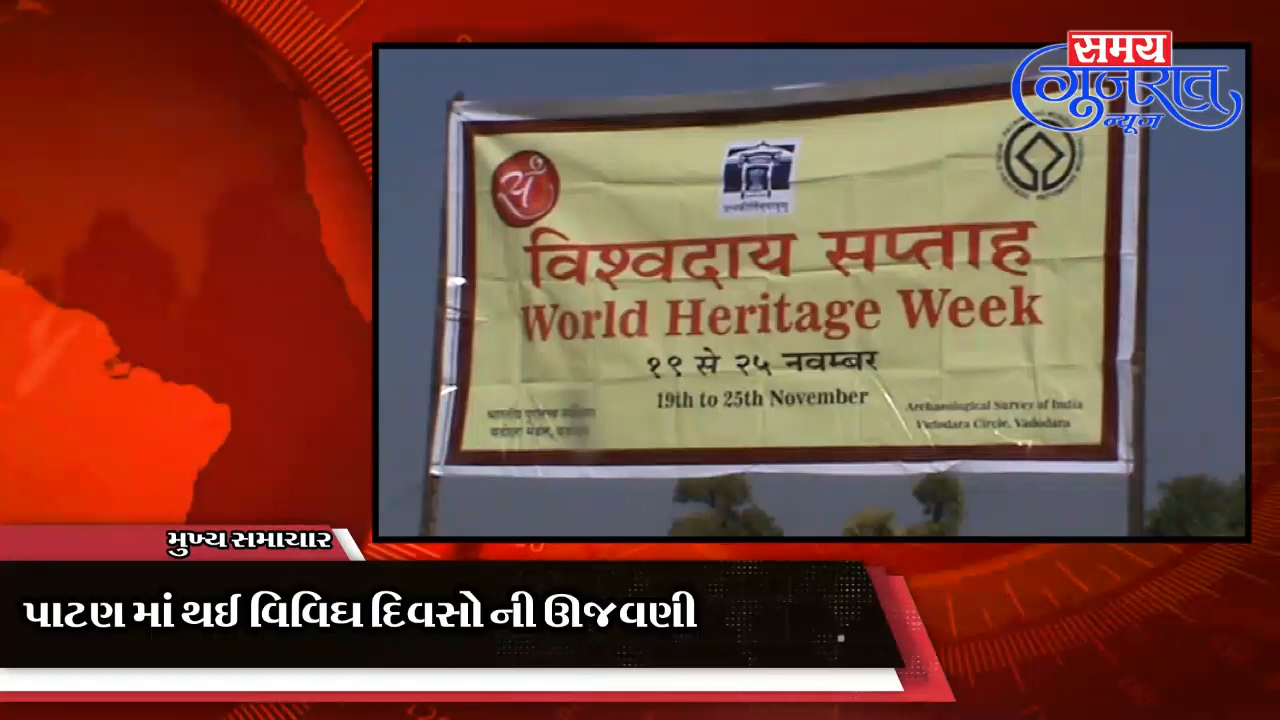 समय
गुजरात
न्यूज
विश्वदाय सप्ताह
World Heritage Week
१९ से २५ नवम्बर
19th to 25th November
Archaeological Survey of India
Vadodara Circle, Vadodara
મુખ્ય સમાચાર
પાટણ માં થઈ વિવિઘ દિવસો ની ઊજવણી